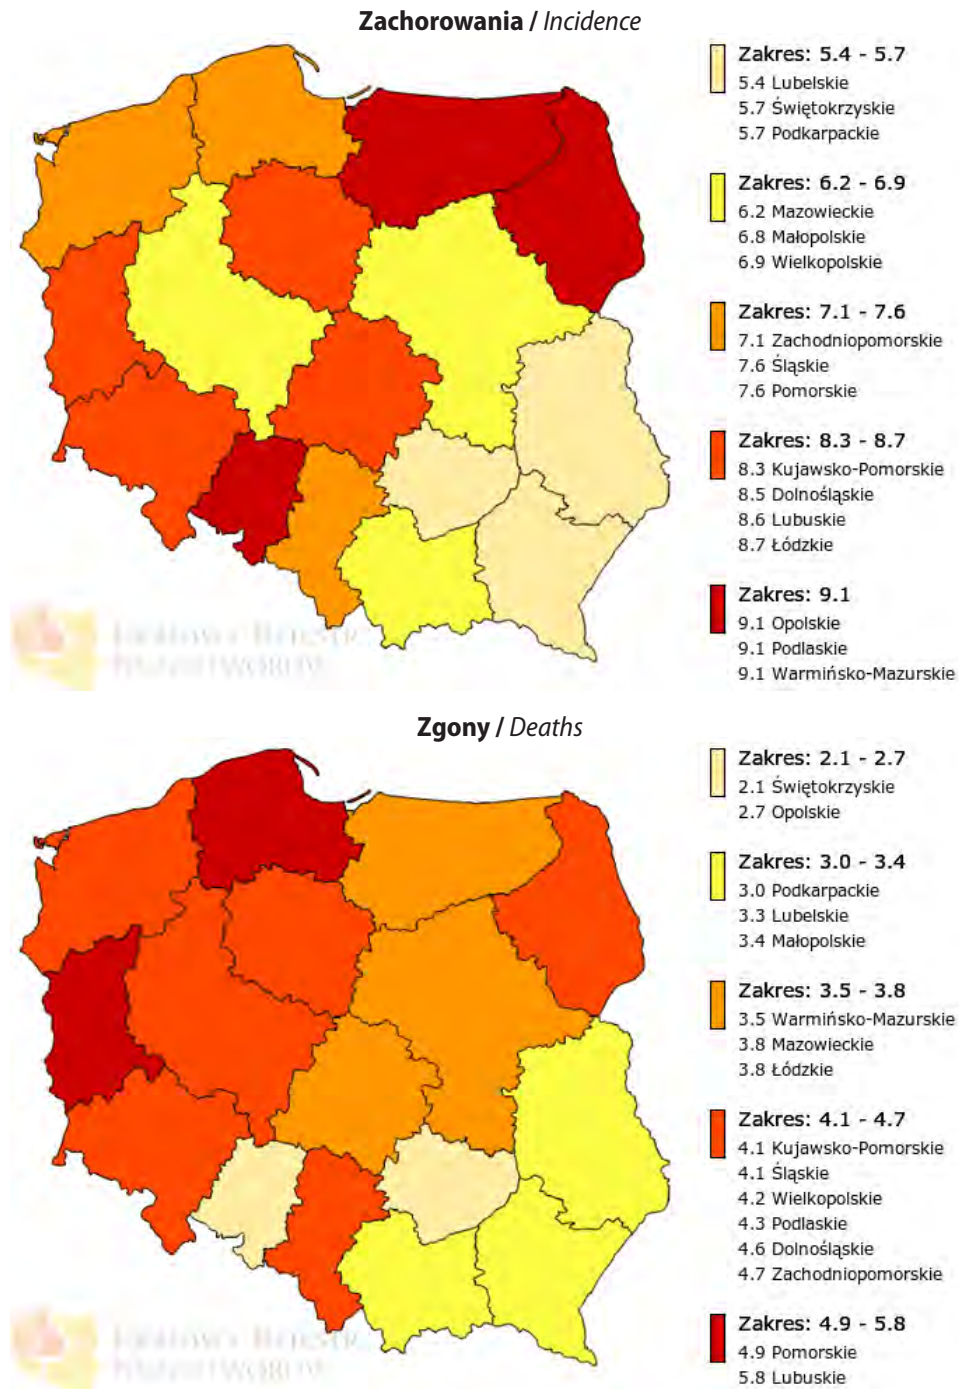 Zachorowania / Incidence
Zakres: 5.4 - 5.7
5.4 Lubelskie
5.7 Świętokrzyskie
5.7 Podkarpackie
Zakres: 6.2 - 6.9
6.2 Mazowieckie
6.8 Małopolskie
6.9 Wielkopolskie
Zakres: 7.1 - 7.6
7.1 Zachodniopomorskie
7.6 Śląskie
7.6 Pomorskie
Zakres: 8.3 - 8.7
8.3 Kujawsko-Pomorskie
8.5 Dolnośląskie
8.6 Lubuskie
8.7 Łódzkie
Zakres: 9.1
9.1 Opolskie
9.1 Podlaskie
9.1 Warmińsko-Mazurskie
Zgony / Deaths
Zakres: 2.1 - 2.7
2.1 Świętokrzyskie
2.7 Opolskie
Zakres: 3.0 - 3.4
3.0 Podkarpackie
3.3 Lubelskie
3.4 Małopolskie
Zakres: 3.5 - 3.8
3.5 Warmińsko-Mazurskie
3.8 Mazowieckie
3.8 Łódzkie
Zakres: 4.1 - 4.7
4.1 Kujawsko-Pomorskie
4.1 Śląskie
4.2 Wielkopolskie
4.3 Podlaskie
4.6 Dolnośląskie
4.7 Zachodniopomorskie
Zakres: 4.9 - 5.8
4.9 Pomorskie
5.8 Lubuskie